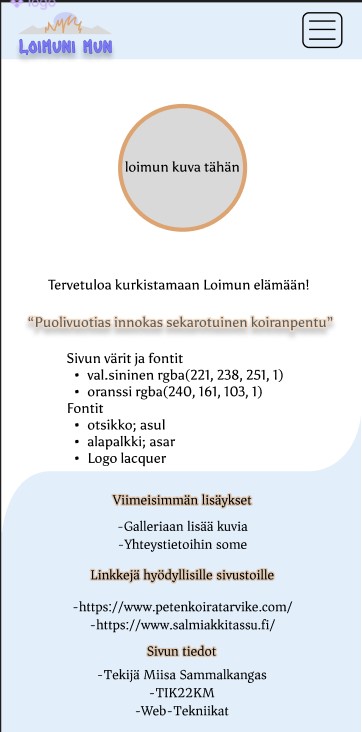 logo
LOIMUNI MUN
loimun kuva tähän
Tervetuloa kurkistamaan Loimun elämään!
“Puolivuotias innokas sekarotuinen koiranpentu”
Sivun värit ja fontit
• val.sininen rgba(221, 238, 251, 1)
• oranssi rgba(240, 161, 103, 1)
Fontit
• otsikko; asul
• alapalkki; asar
• Logo lacquer
Viimeisimmän lisäykset
-Galleriaan lisää kuvia
-Yhteystietoihin some
Linkkejä hyödyllisille sivustoille
-https://www.petenkoiratarvike.com/
-https://www.salmiakkitassu.fi/
Sivun tiedot
-Tekijä Miisa Sammalkangas
-TIK22KM
-Web-Tekniikat